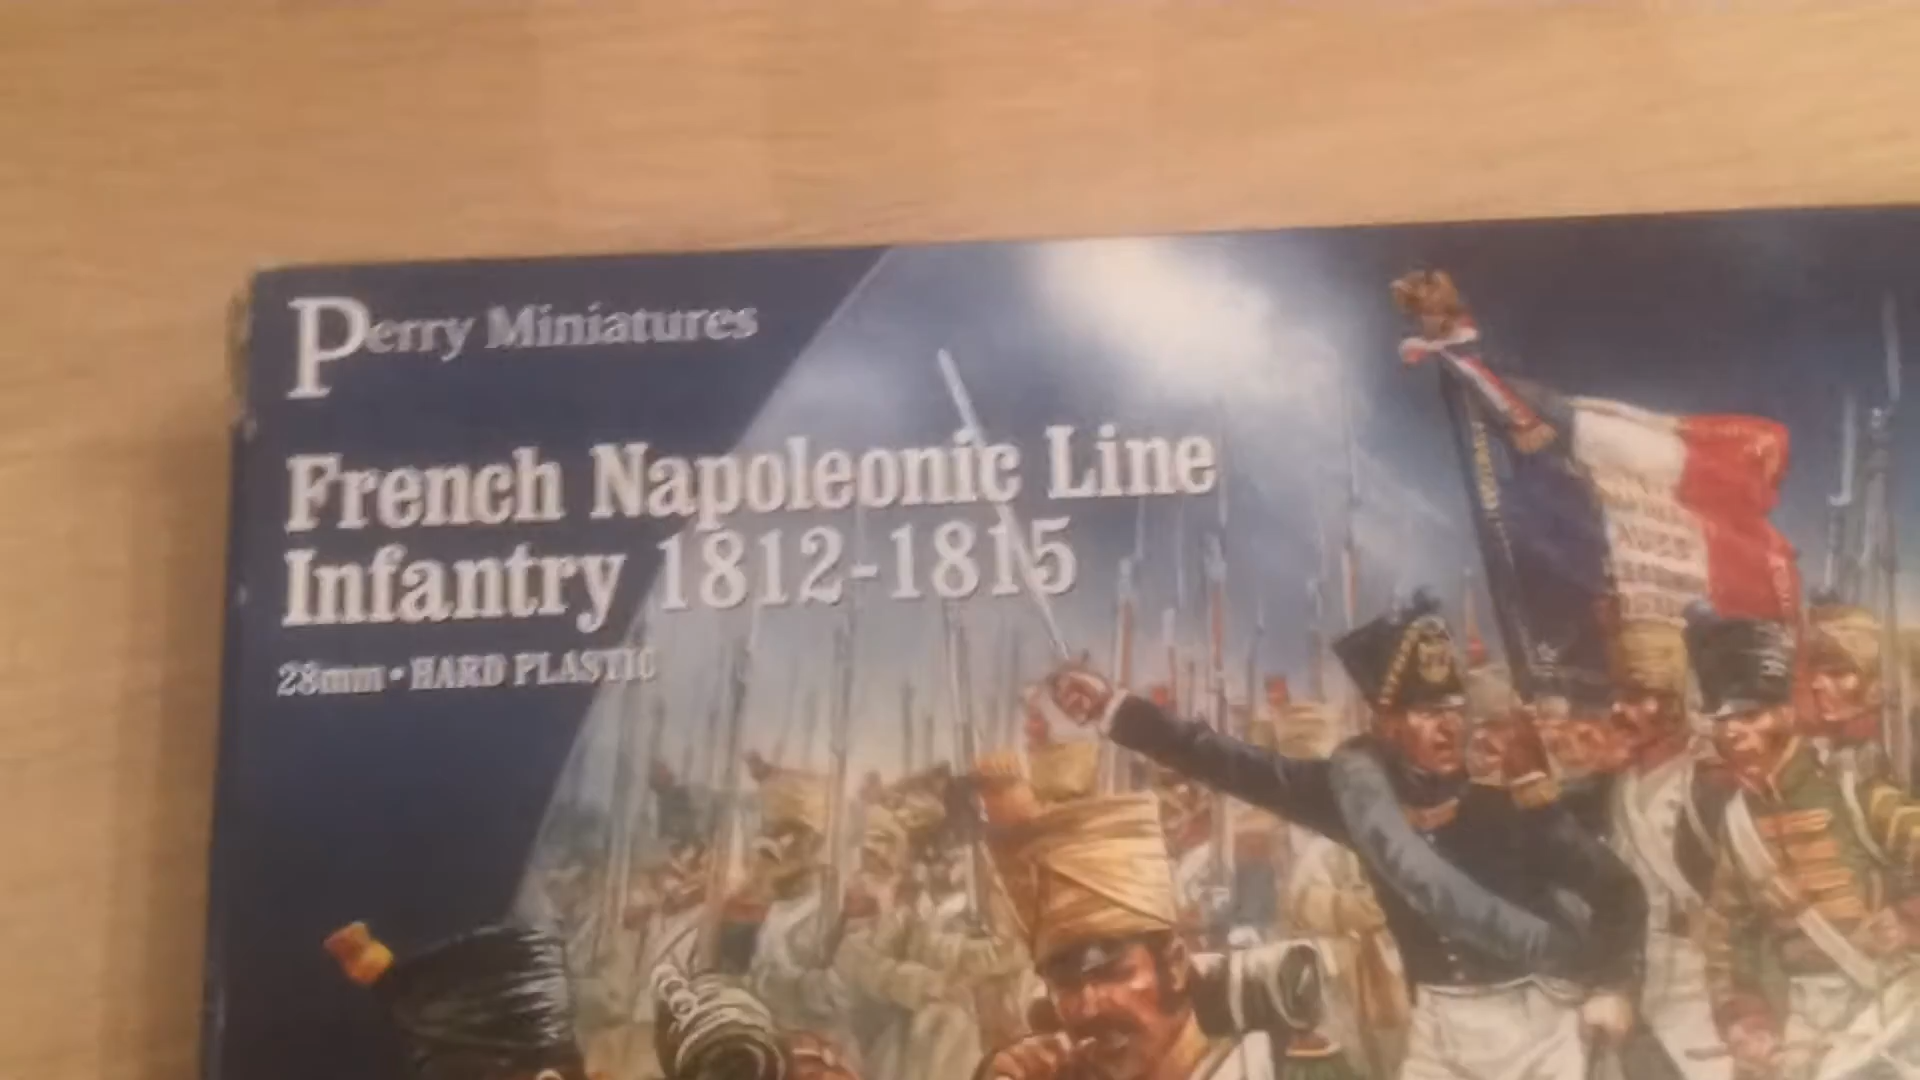 Perry Miniatures
French Napoleonic Line
Infantry 1812-1815
28mm • HARD PLASTIC